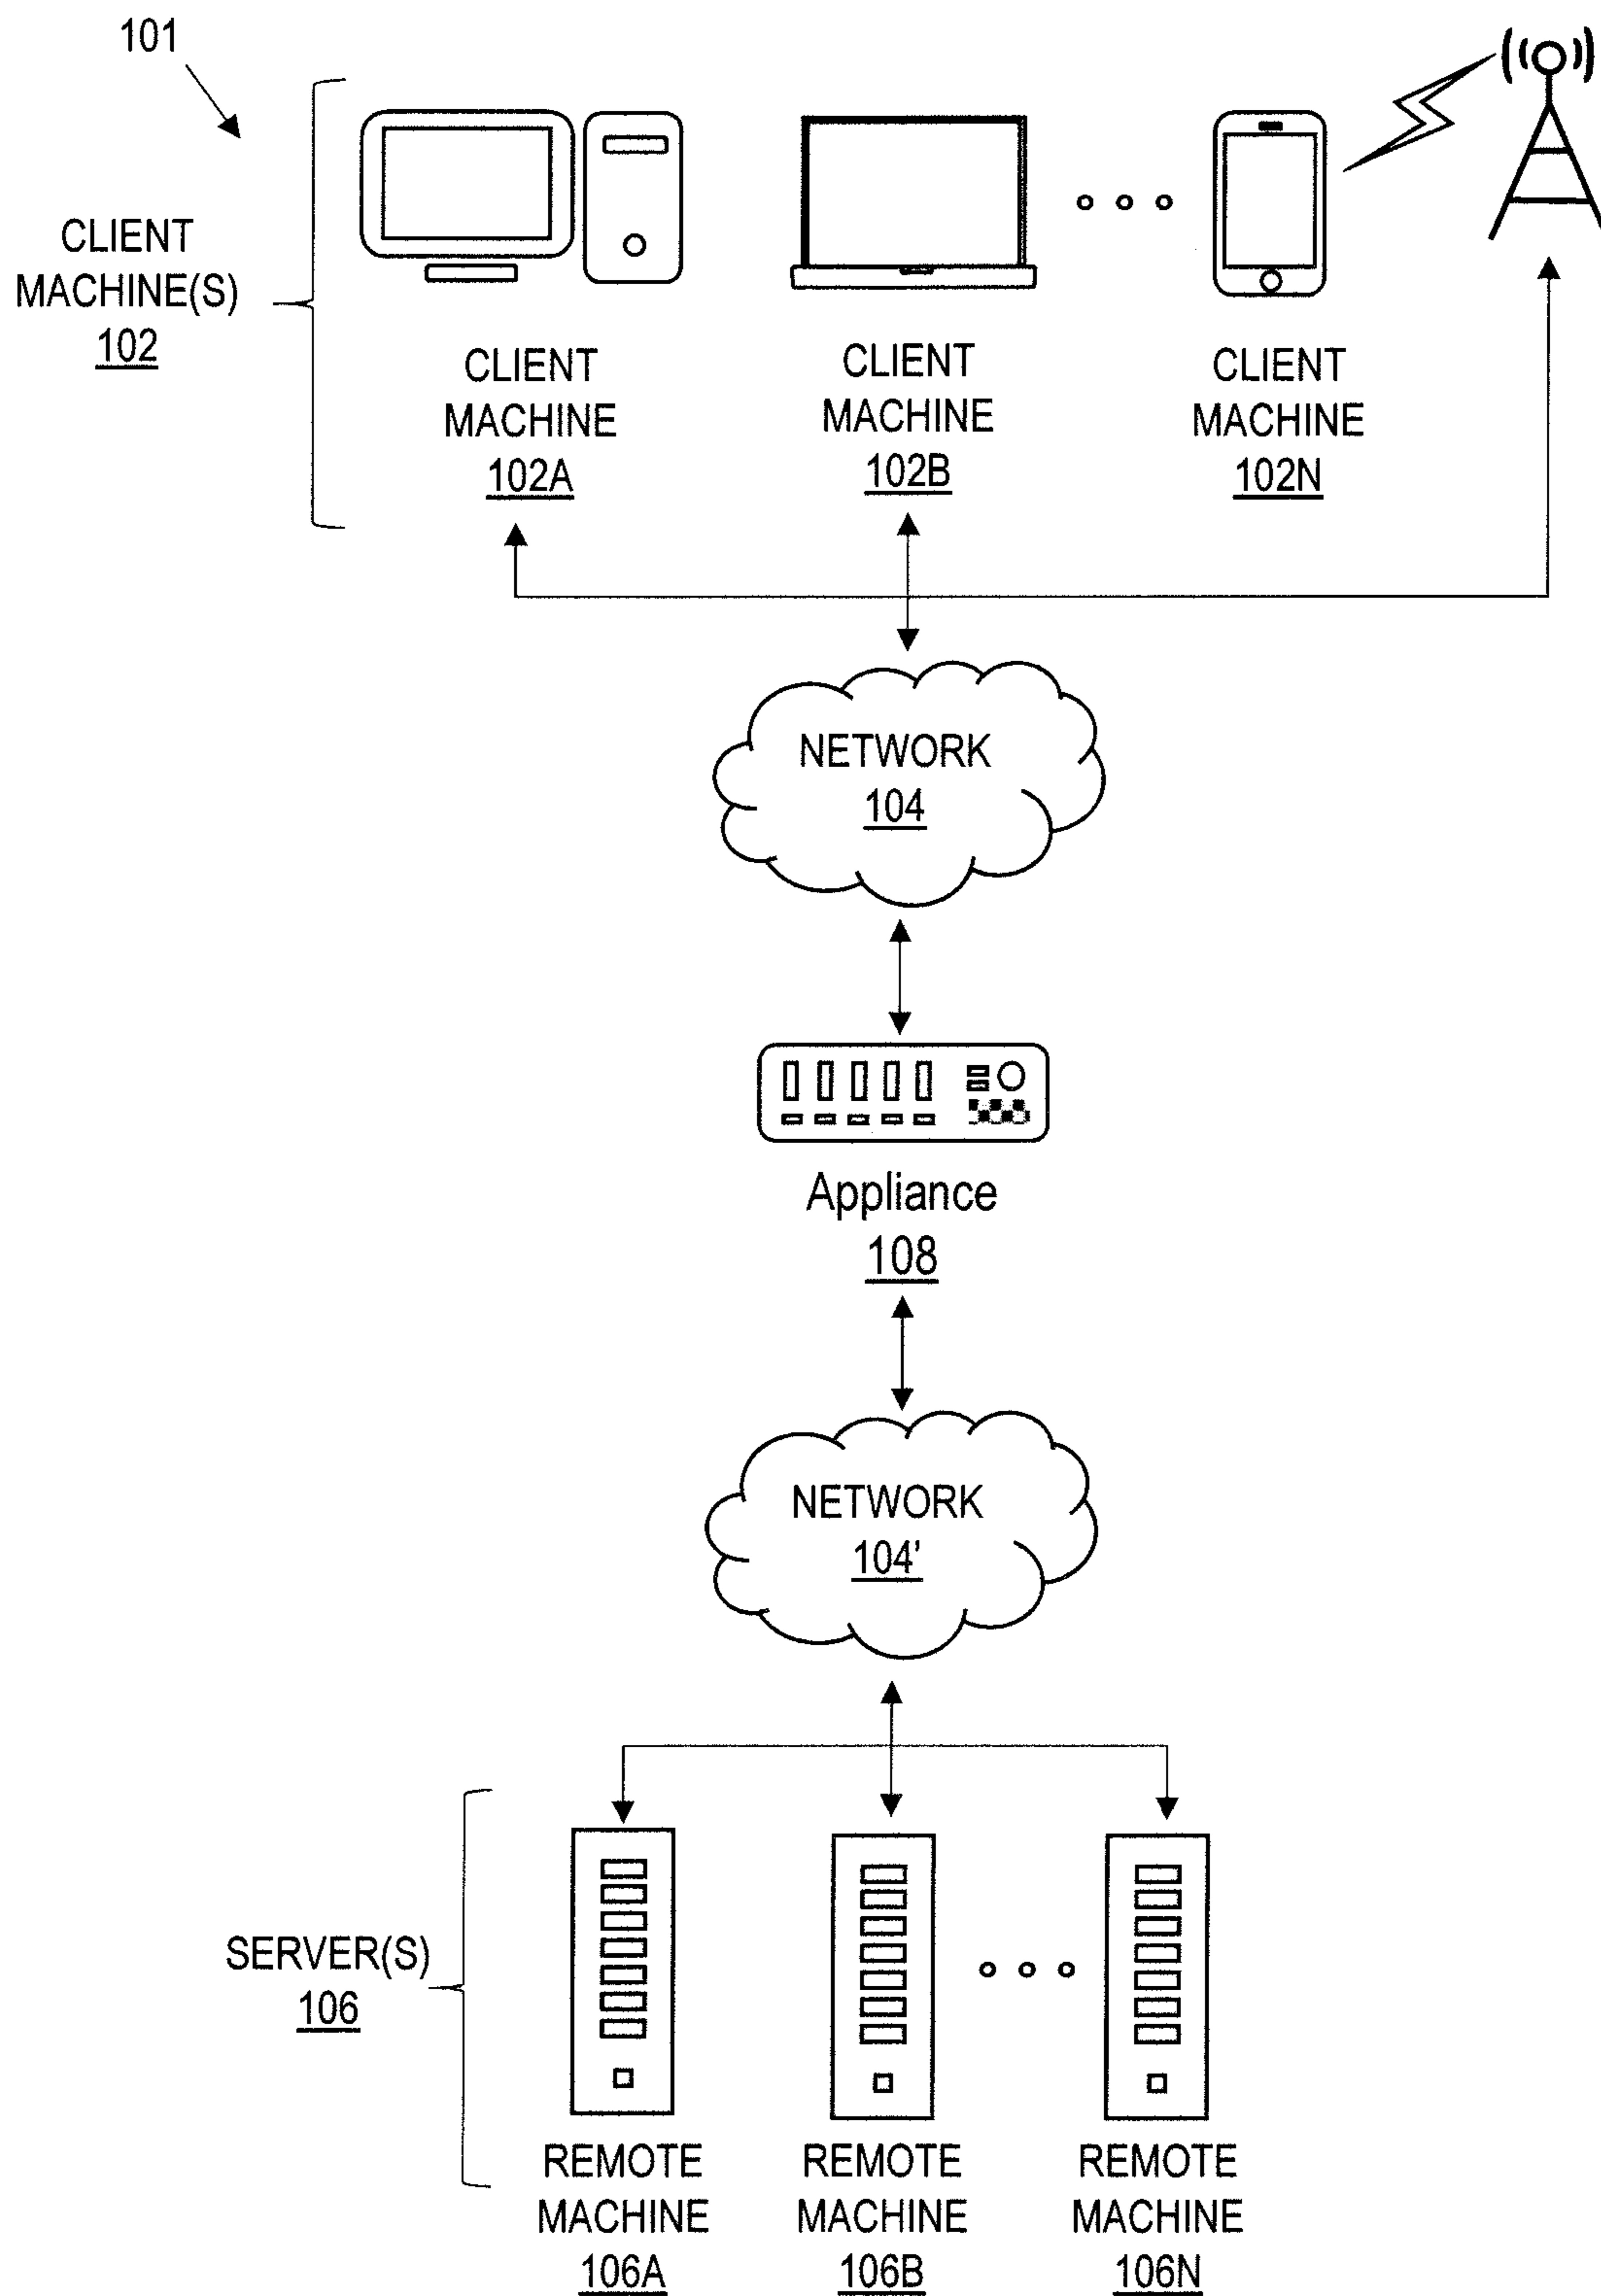 101
CLIENT
MACHINE(S)
102
CLIENT
MACHINE
102A
CLIENT
MACHINE
102B
CLIENT
MACHINE
102N
NETWORK
104
Appliance
108
NETWORK
104'
SERVER(S)
106
REMOTE
MACHINE
106A
REMOTE
MACHINE
106B
REMOTE
MACHINE
106N